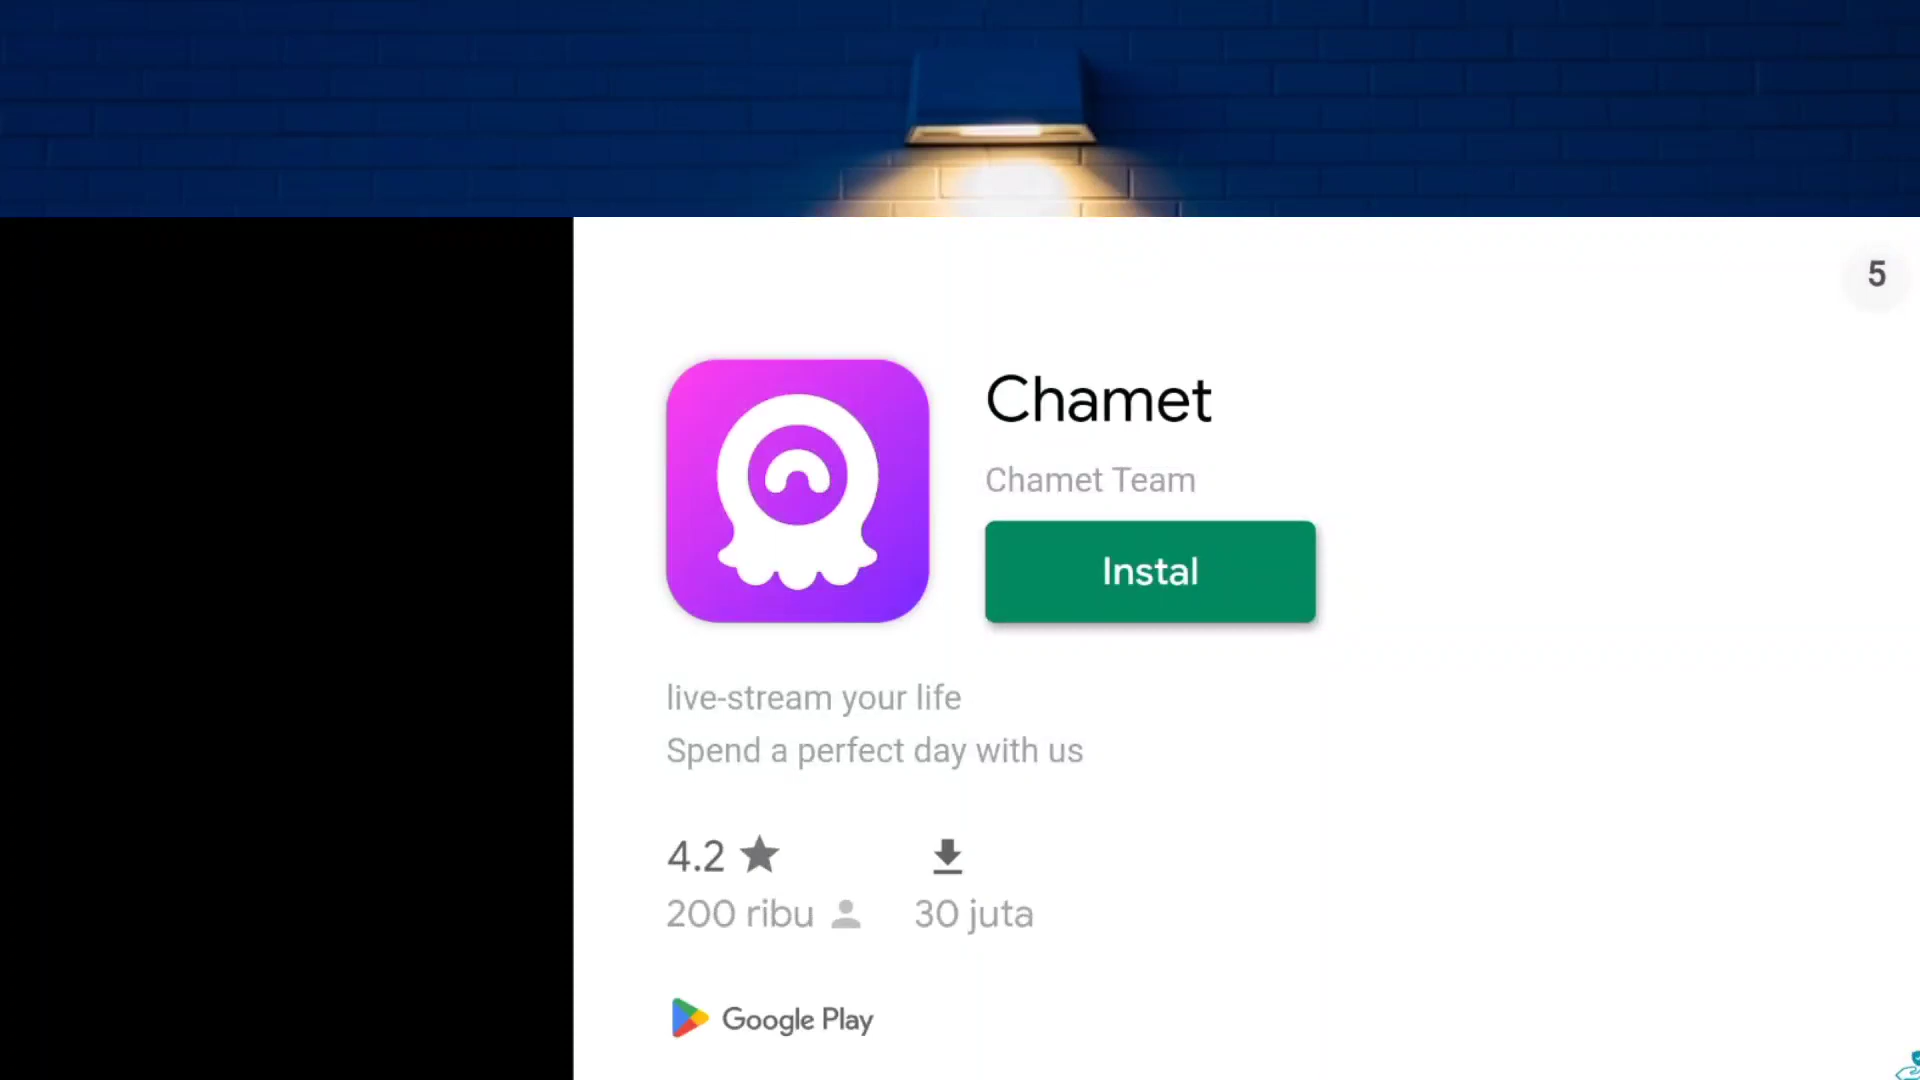 5
Chamet
Chamet Team
Instal
live-stream your life
Spend a perfect day with us
4.2
200 ribu
30 juta
Google Play